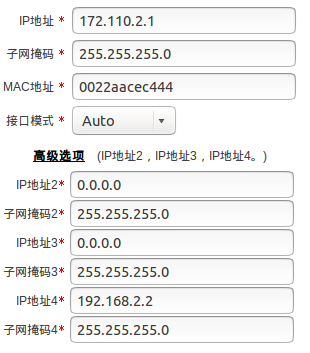 IP地址 * 172.110.2.1
子网掩码 * 255.255.255.0
MAC地址 * 0022aacec444
接口模式 * Auto
高级选项 (IP地址2，IP地址3，IP地址4。)
IP地址2* 0.0.0.0
子网掩码2* 255.255.255.0
IP地址3* 0.0.0.0
子网掩码3* 255.255.255.0
IP地址4* 192.168.2.2
子网掩码4* 255.255.255.0